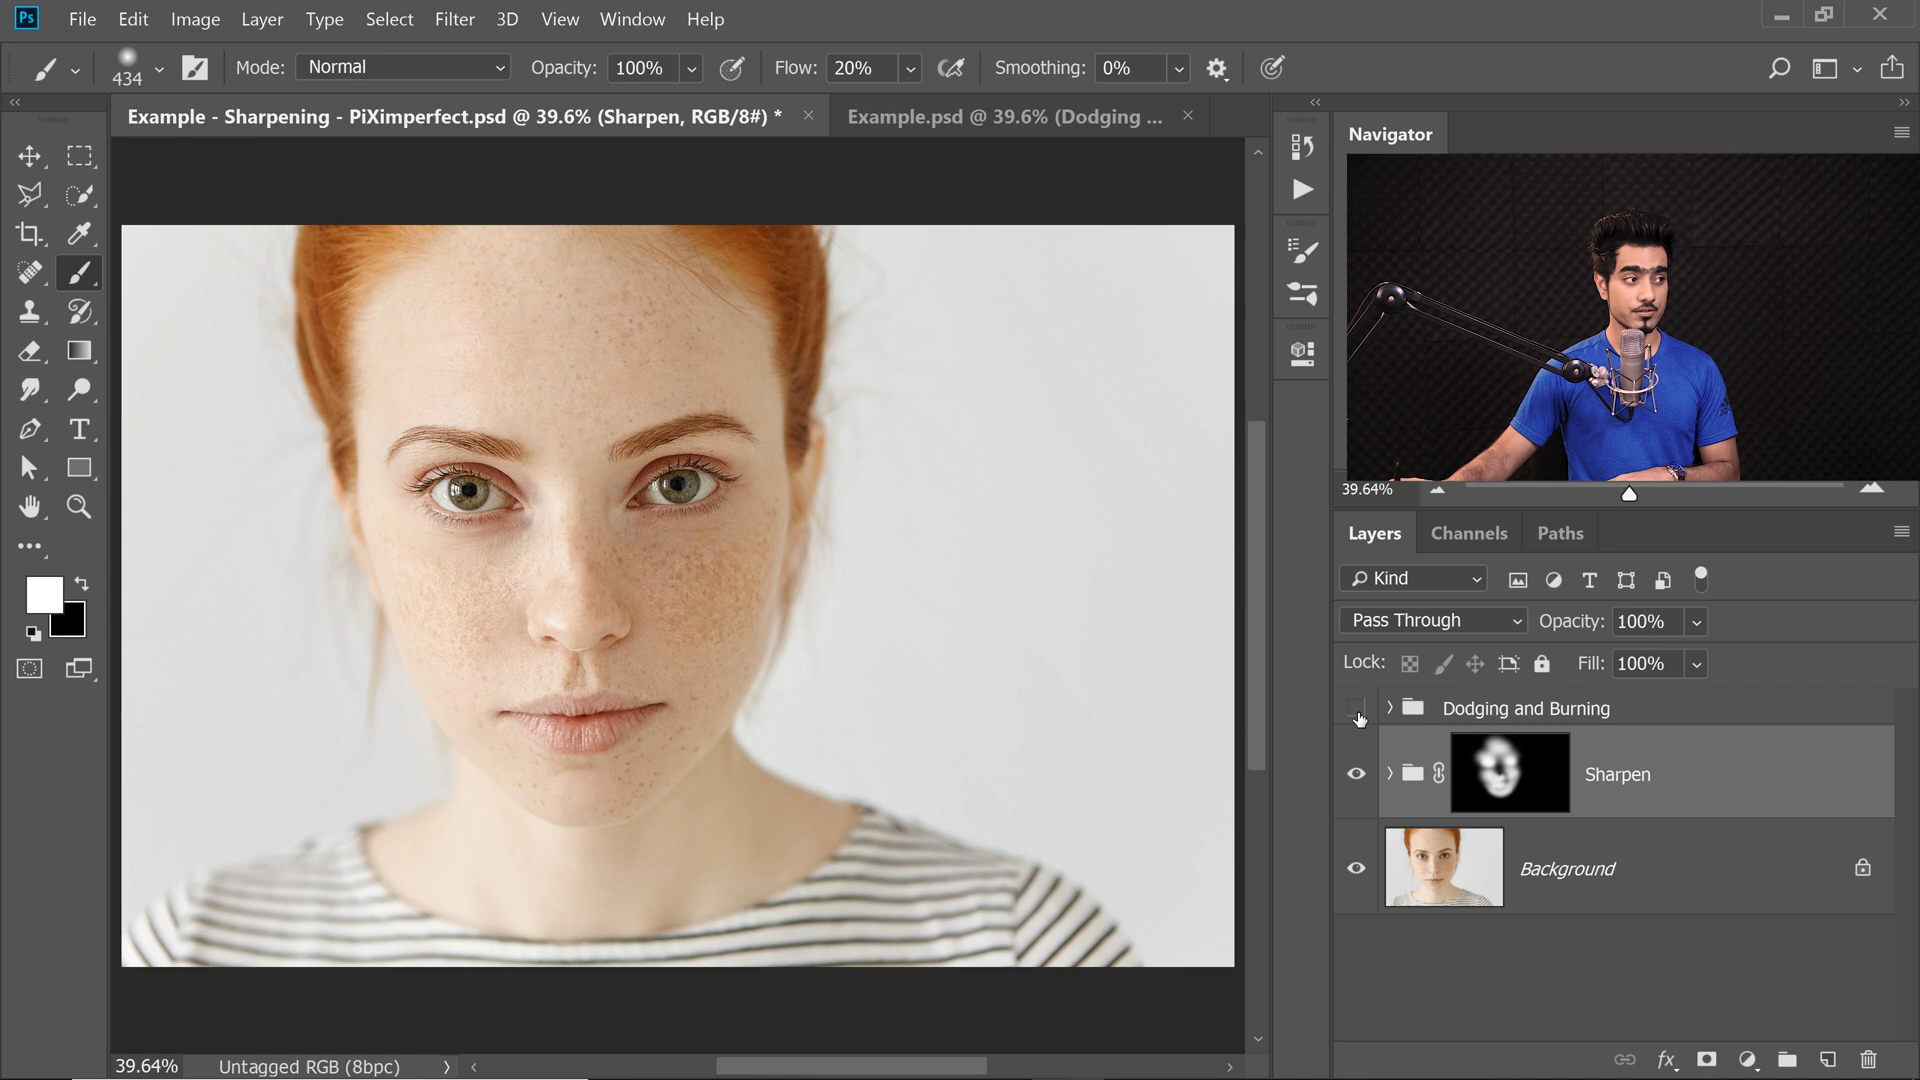 Ps File Edit Image Layer Type Select Filter 3D View Window Help
434 Mode: Normal Opacity: 100% Flow: 20% Smoothing: 0%
Example - Sharpening - PiXimperfect.psd @ 39.6% (Sharpen, RGB/8#) * Example.psd @ 39.6% (Dodging ...
Navigator
39.64%
Layers Channels Paths
Kind
Pass Through Opacity: 100%
Lock: Fill: 100%
Dodging and Burning
Sharpen
Background
39.64% Untagged RGB (8bpc)
fx